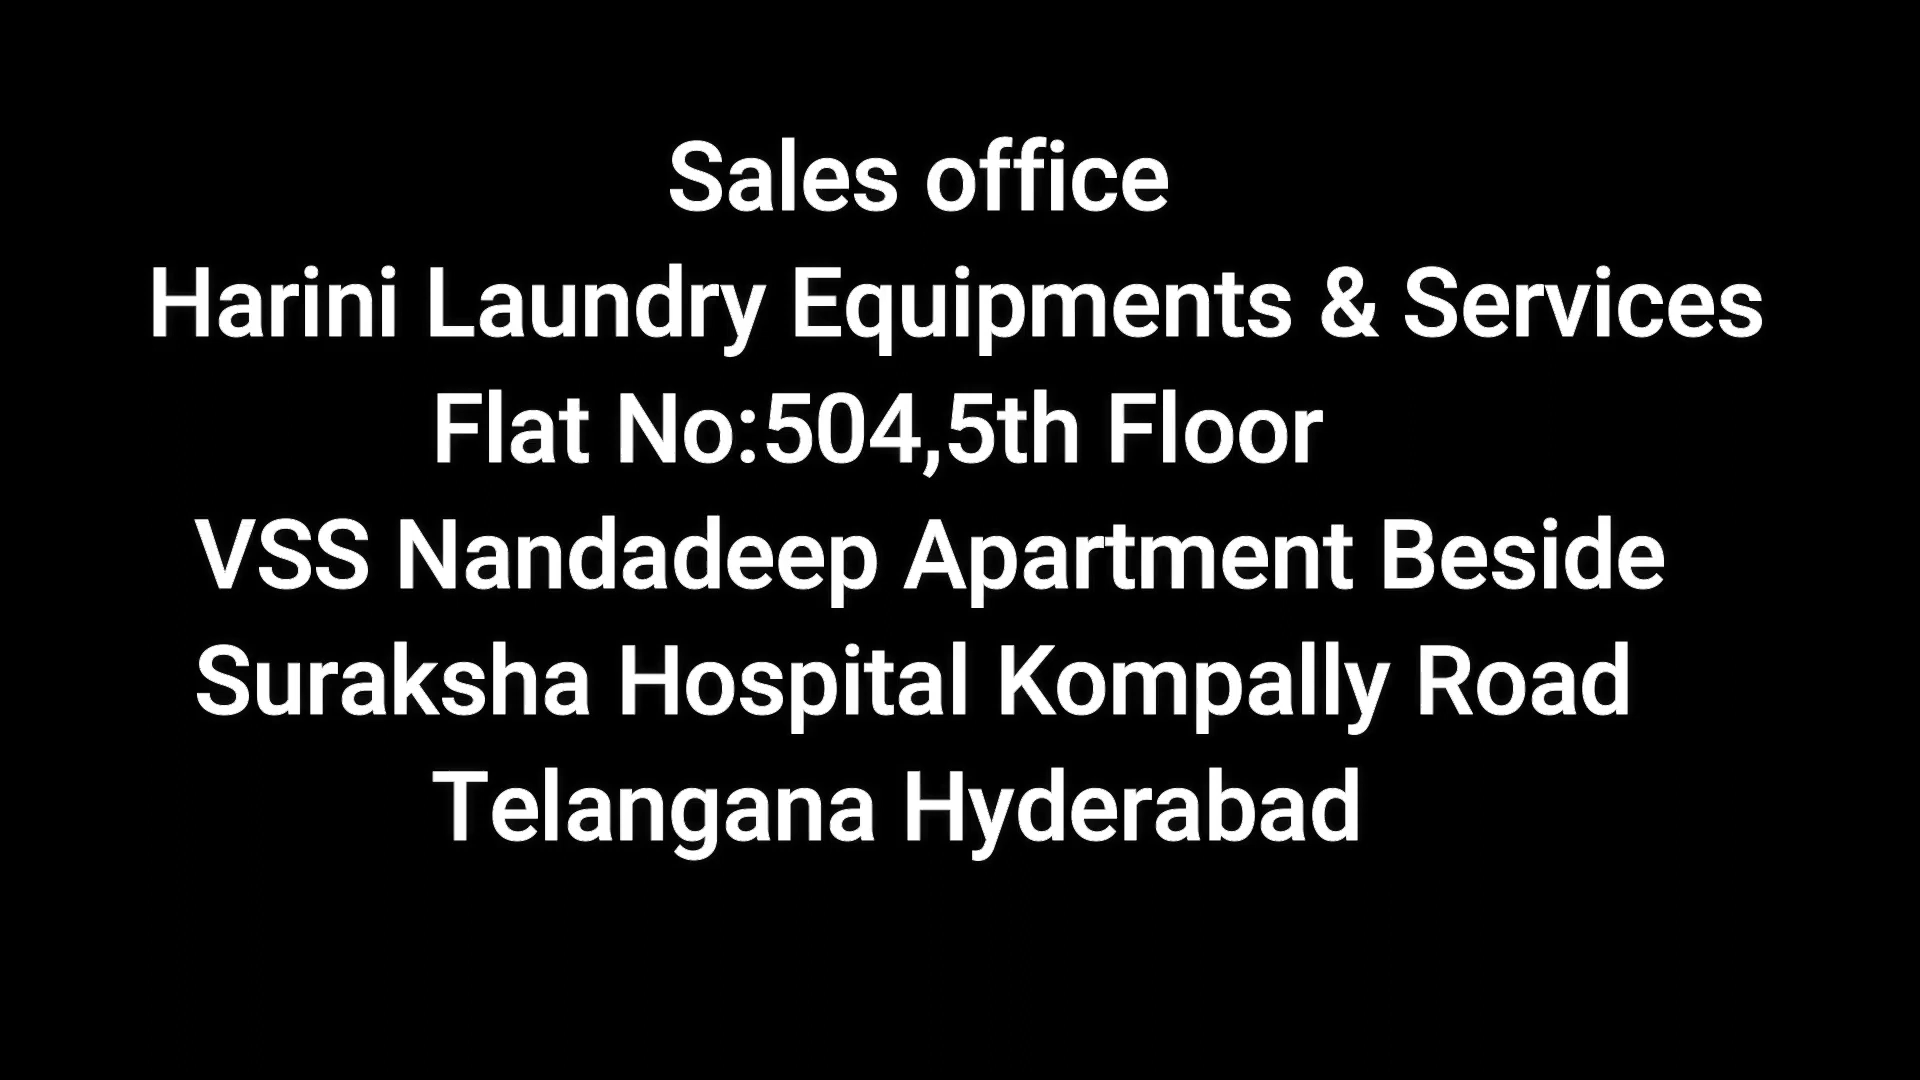 Sales office
Harini Laundry Equipments & Services
Flat No:504,5th Floor
VSS Nandadeep Apartment Beside
Suraksha Hospital Kompally Road
Telangana Hyderabad